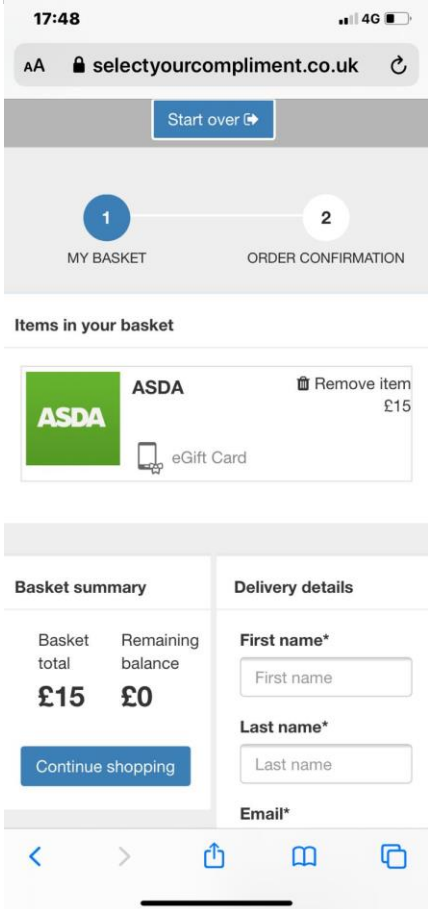 17:48
4G
AA selectyourcompliment.co.uk
Start over
1
2
MY BASKET
ORDER CONFIRMATION
Items in your basket
ASDA
ASDA
Remove item
£15
eGift Card
Basket summary
Basket total
Remaining balance
£15
£0
Continue shopping
Delivery details
First name*
First name
Last name*
Last name
Email*